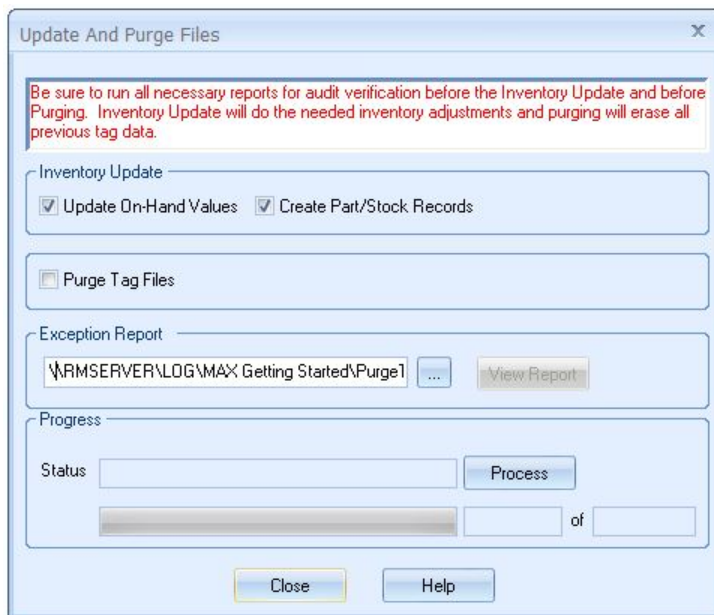 Update And Purge Files
X
Be sure to run all necessary reports for audit verification before the Inventory Update and before
Purging. Inventory Update will do the needed inventory adjustments and purging will erase all
previous tag data.
Inventory Update
Update On-Hand Values Create Part/Stock Records
Purge Tag Files
Exception Report
\\RMSERVER\LOG\MAX Getting Started\PurgeT ... View Report
Progress
Status Process
of
Close Help